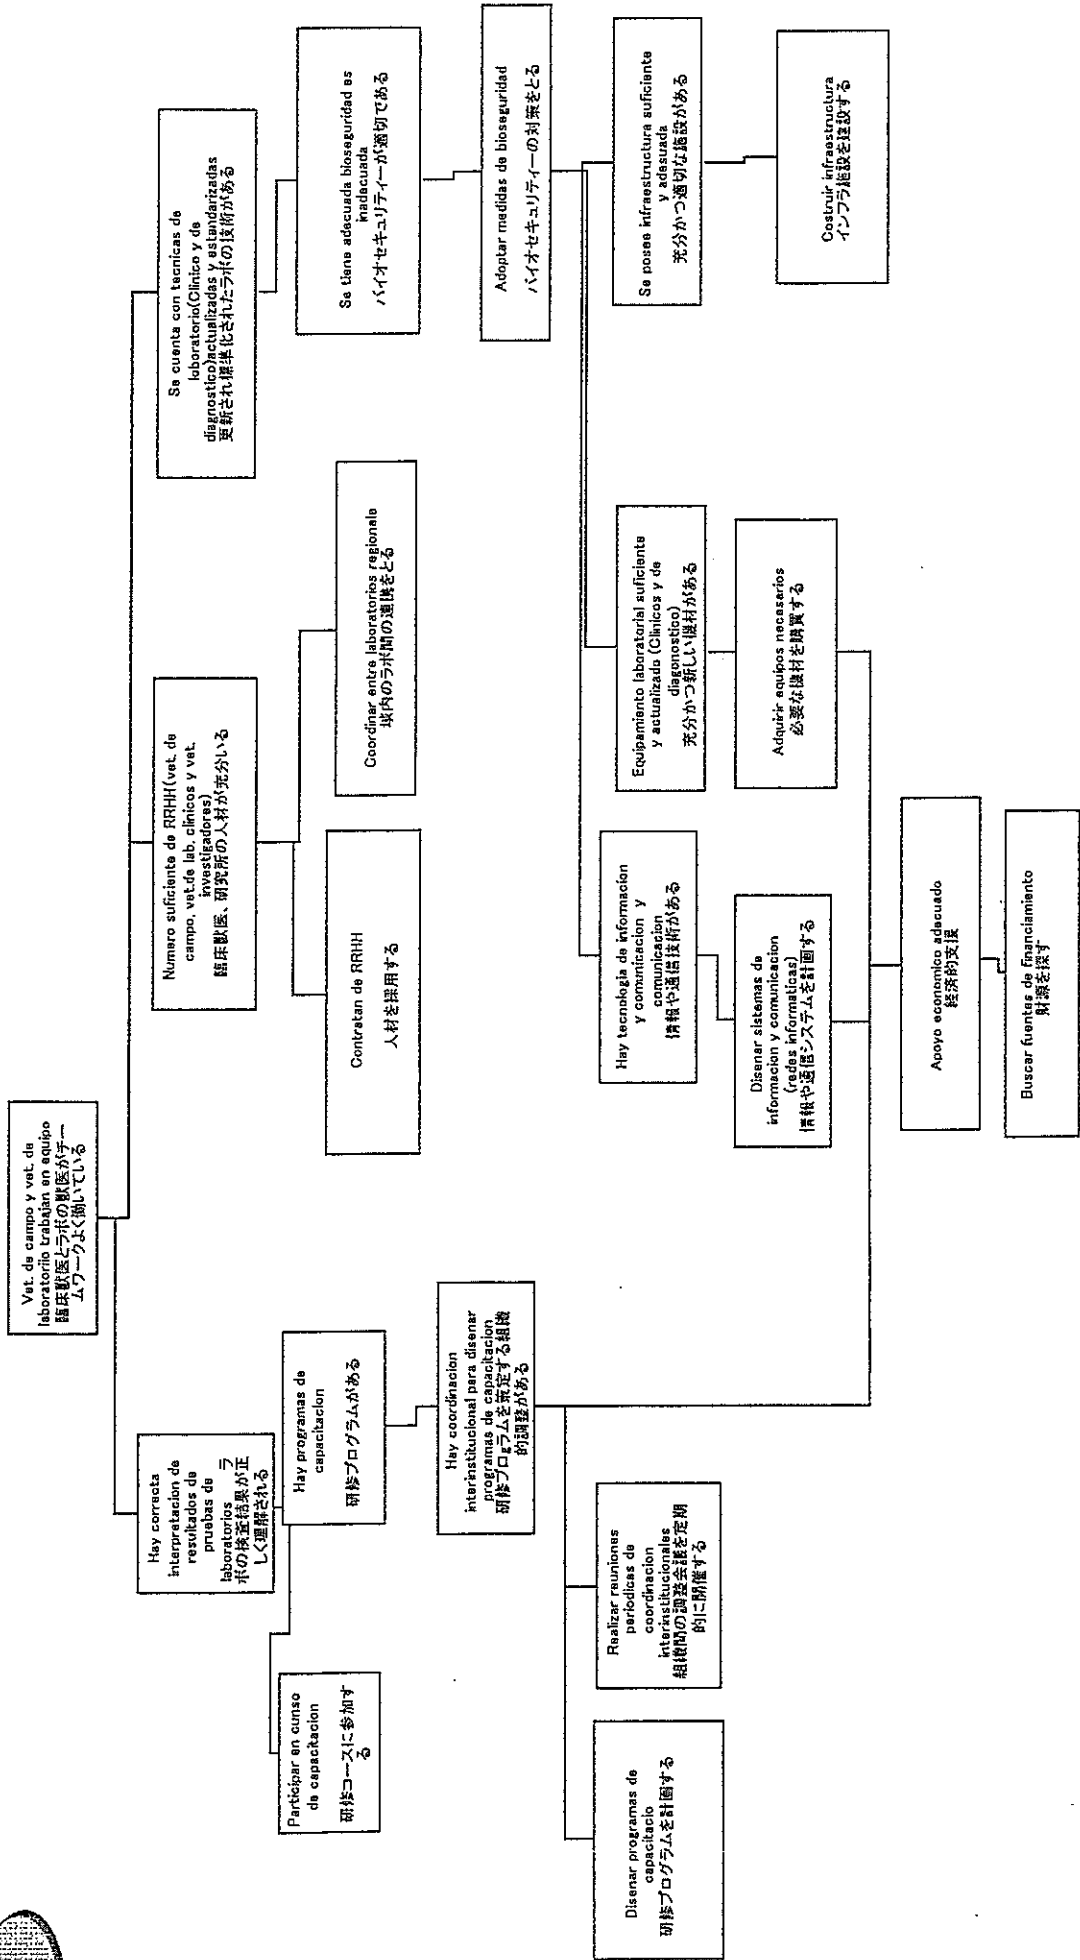 Vet. de campo y vet. de
laboratoriio trabajan en equipo
臨床獣医とラボの獣医がチー
ムワークよく働いている
Hay correcta
interpretacion de
resultados de
pruebas de
laboratorios ラ
ボの検査結果が正
しく理解される
Numero suficiente de RRHH(vet. de
campo, vet.de lab. clinicos y vet.
investigadores)
臨床獣医、研究所の人材が充分いる
Se cuenta con tecnicas de
laboratorio(Clinico y de
diagnostico)actualizadas y estandarizadas
更新され標準化されたラボの技術がある
Participar en cunso
de capacitacion
研修コースに参加す
る
Hay programas de
capacitacion
研修プログラムがある
Contratan de RRHH
人材を採用する
Coordinar entre laboratorios regionale
域内のラボ間の連携をとる
Se tiene adecuada bioseguridad es
inadecuada
バイオセキュリティーが適切である
Hay coordinacion
interinstitucional para disenar
programas de capacitacion
研修プログラムを策定する組織
的調整がある
Adoptar medidas de bioseguridad
バイオセキュリティーの対策をとる
Disenar programas de
capacitacio
研修プログラムを計画する
Realizar reuniones
periodicas de
coordinacion
interinstitucionales
組織間の調整会議を定期
的に開催する
Hay tecnologia de informacion
y comunicacion y
comunicacion
情報や通信技術がある
Equipamiento laboratorial suficiente
y actualizado (Clinicos y de
diagonostico)
充分かつ新しい機材がある
Se posee infraestructura suficiente
y adesuada
充分かつ適切な施設がある
Disenar sistemas de
informacion y comunicacion
(redes informaticas)
情報や通信システムを計画する
Adquirir equipos necesarios
必要な機材を購買する
Costruir infraestructura
インフラ施設を建設する
Apoyo economico adecuado
経済的支援
Buscar fuentes de financiamiento
財源を探す